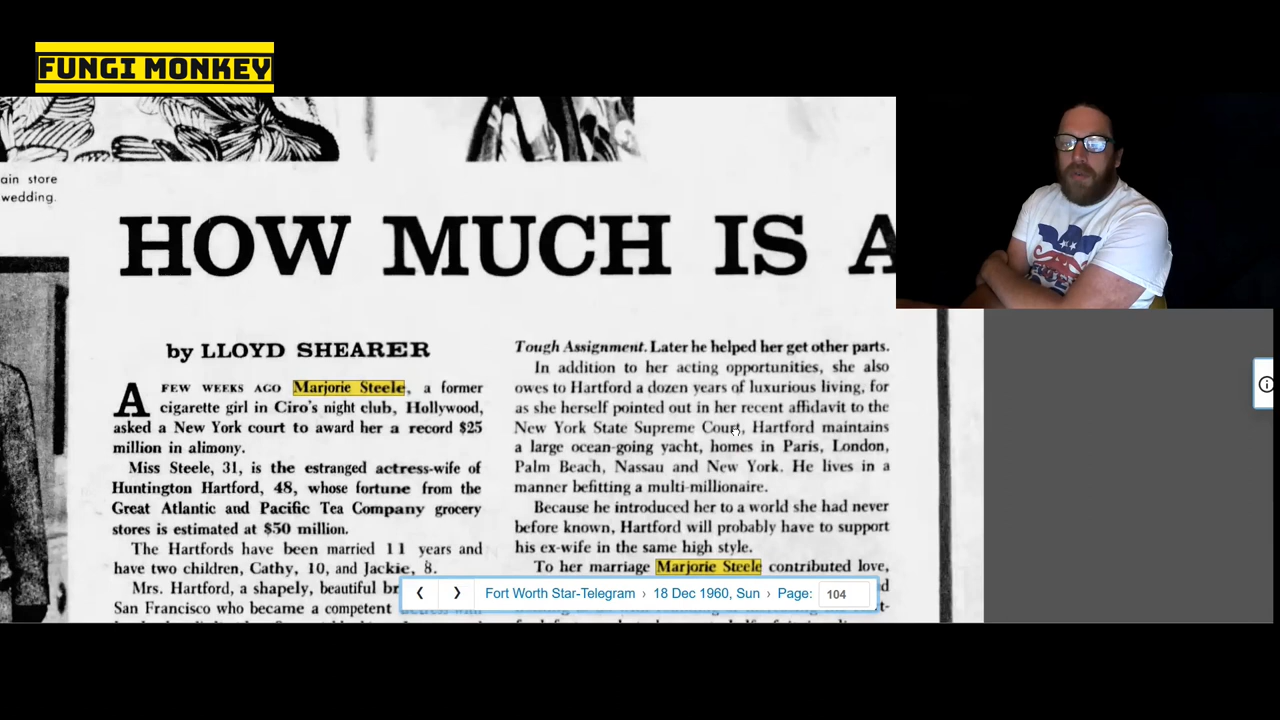 FUNGI MONKEY
ain store
wedding.
HOW MUCH IS A
by LLOYD SHEARER
A FEW WEEKS AGO Marjorie Steele, a former
cigarette girl in Ciro's night club, Hollywood,
asked a New York court to award her a record $25
million in alimony.
Miss Steele, 31, is the estranged actress-wife of
Huntington Hartford, 48, whose fortune from the
Great Atlantic and Pacific Tea Company grocery
stores is estimated at $50 million.
The Hartfords have been married 11 years and
have two children, Cathy, 10, and Jackie, 8.
Mrs. Hartford, a shapely, beautiful
San Francisco who became a competent
Tough Assignment. Later he helped her get other parts.
In addition to her acting opportunities, she also
owes to Hartford a dozen years of luxurious living, for
as she herself pointed out in her recent affidavit to the
New York State Supreme Court, Hartford maintains
a large ocean-going yacht, homes in Paris, London,
Palm Beach, Nassau and New York. He lives in a
manner befitting a multi-millionaire.
Because he introduced her to a world she had never
before known, Hartford will probably have to support
his ex-wife in the same high style.
To her marriage Marjorie Steele contributed love,
Fort Worth Star-Telegram › 18 Dec 1960, Sun › Page: 104